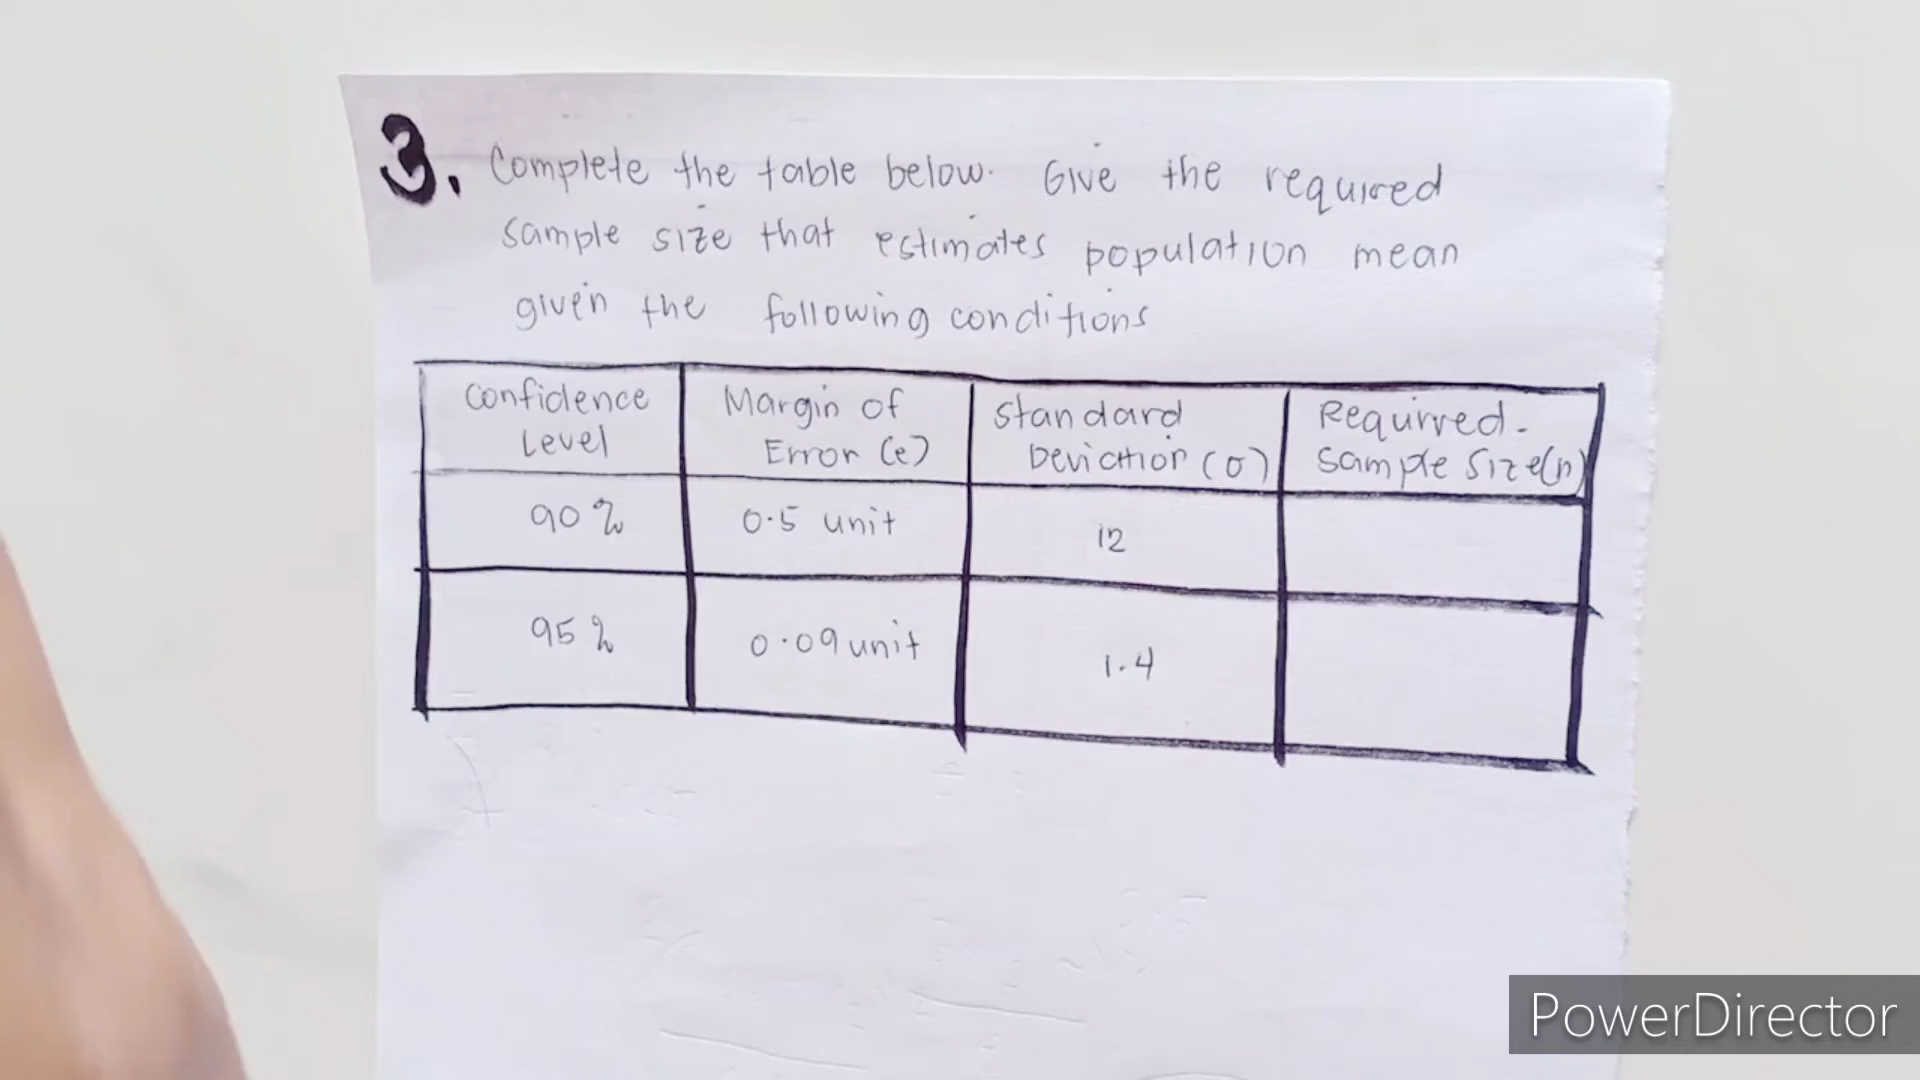 3. Complete the table below. Give the required
sample size that estimates population mean
given the following conditions
Confidence Level
Margin of Error (e)
Standard Deviation (σ)
Requirred- Sample Size(n)
90 %
0.5 unit
12
95 %
0.09 unit
1.4
PowerDirector